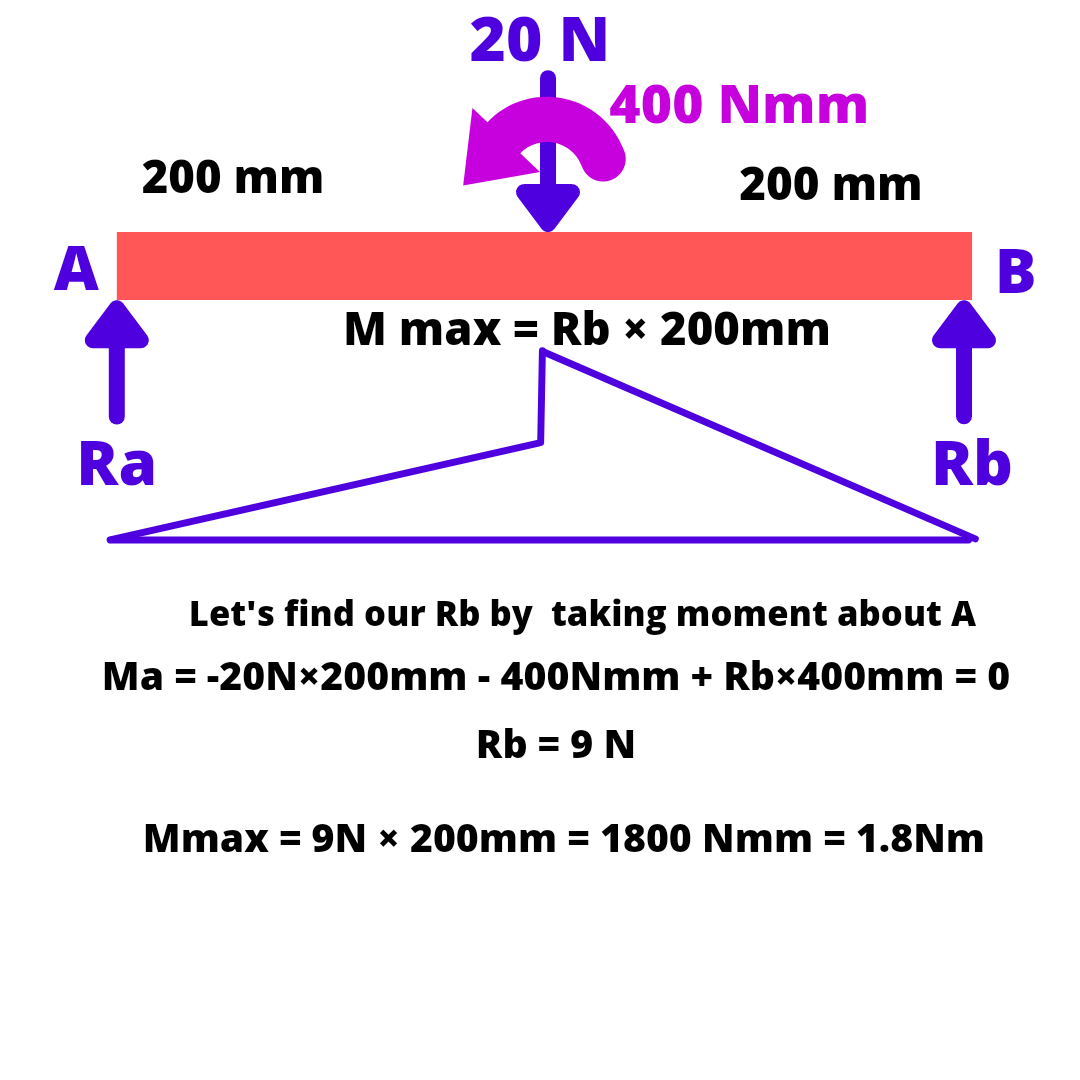 20 N
400 Nmm
200 mm
200 mm
A
B
M max = Rb × 200mm
Ra
Rb
Let's find our Rb by  taking moment about A
Ma = -20N×200mm - 400Nmm + Rb×400mm = 0
Rb = 9 N
Mmax = 9N × 200mm = 1800 Nmm = 1.8Nm